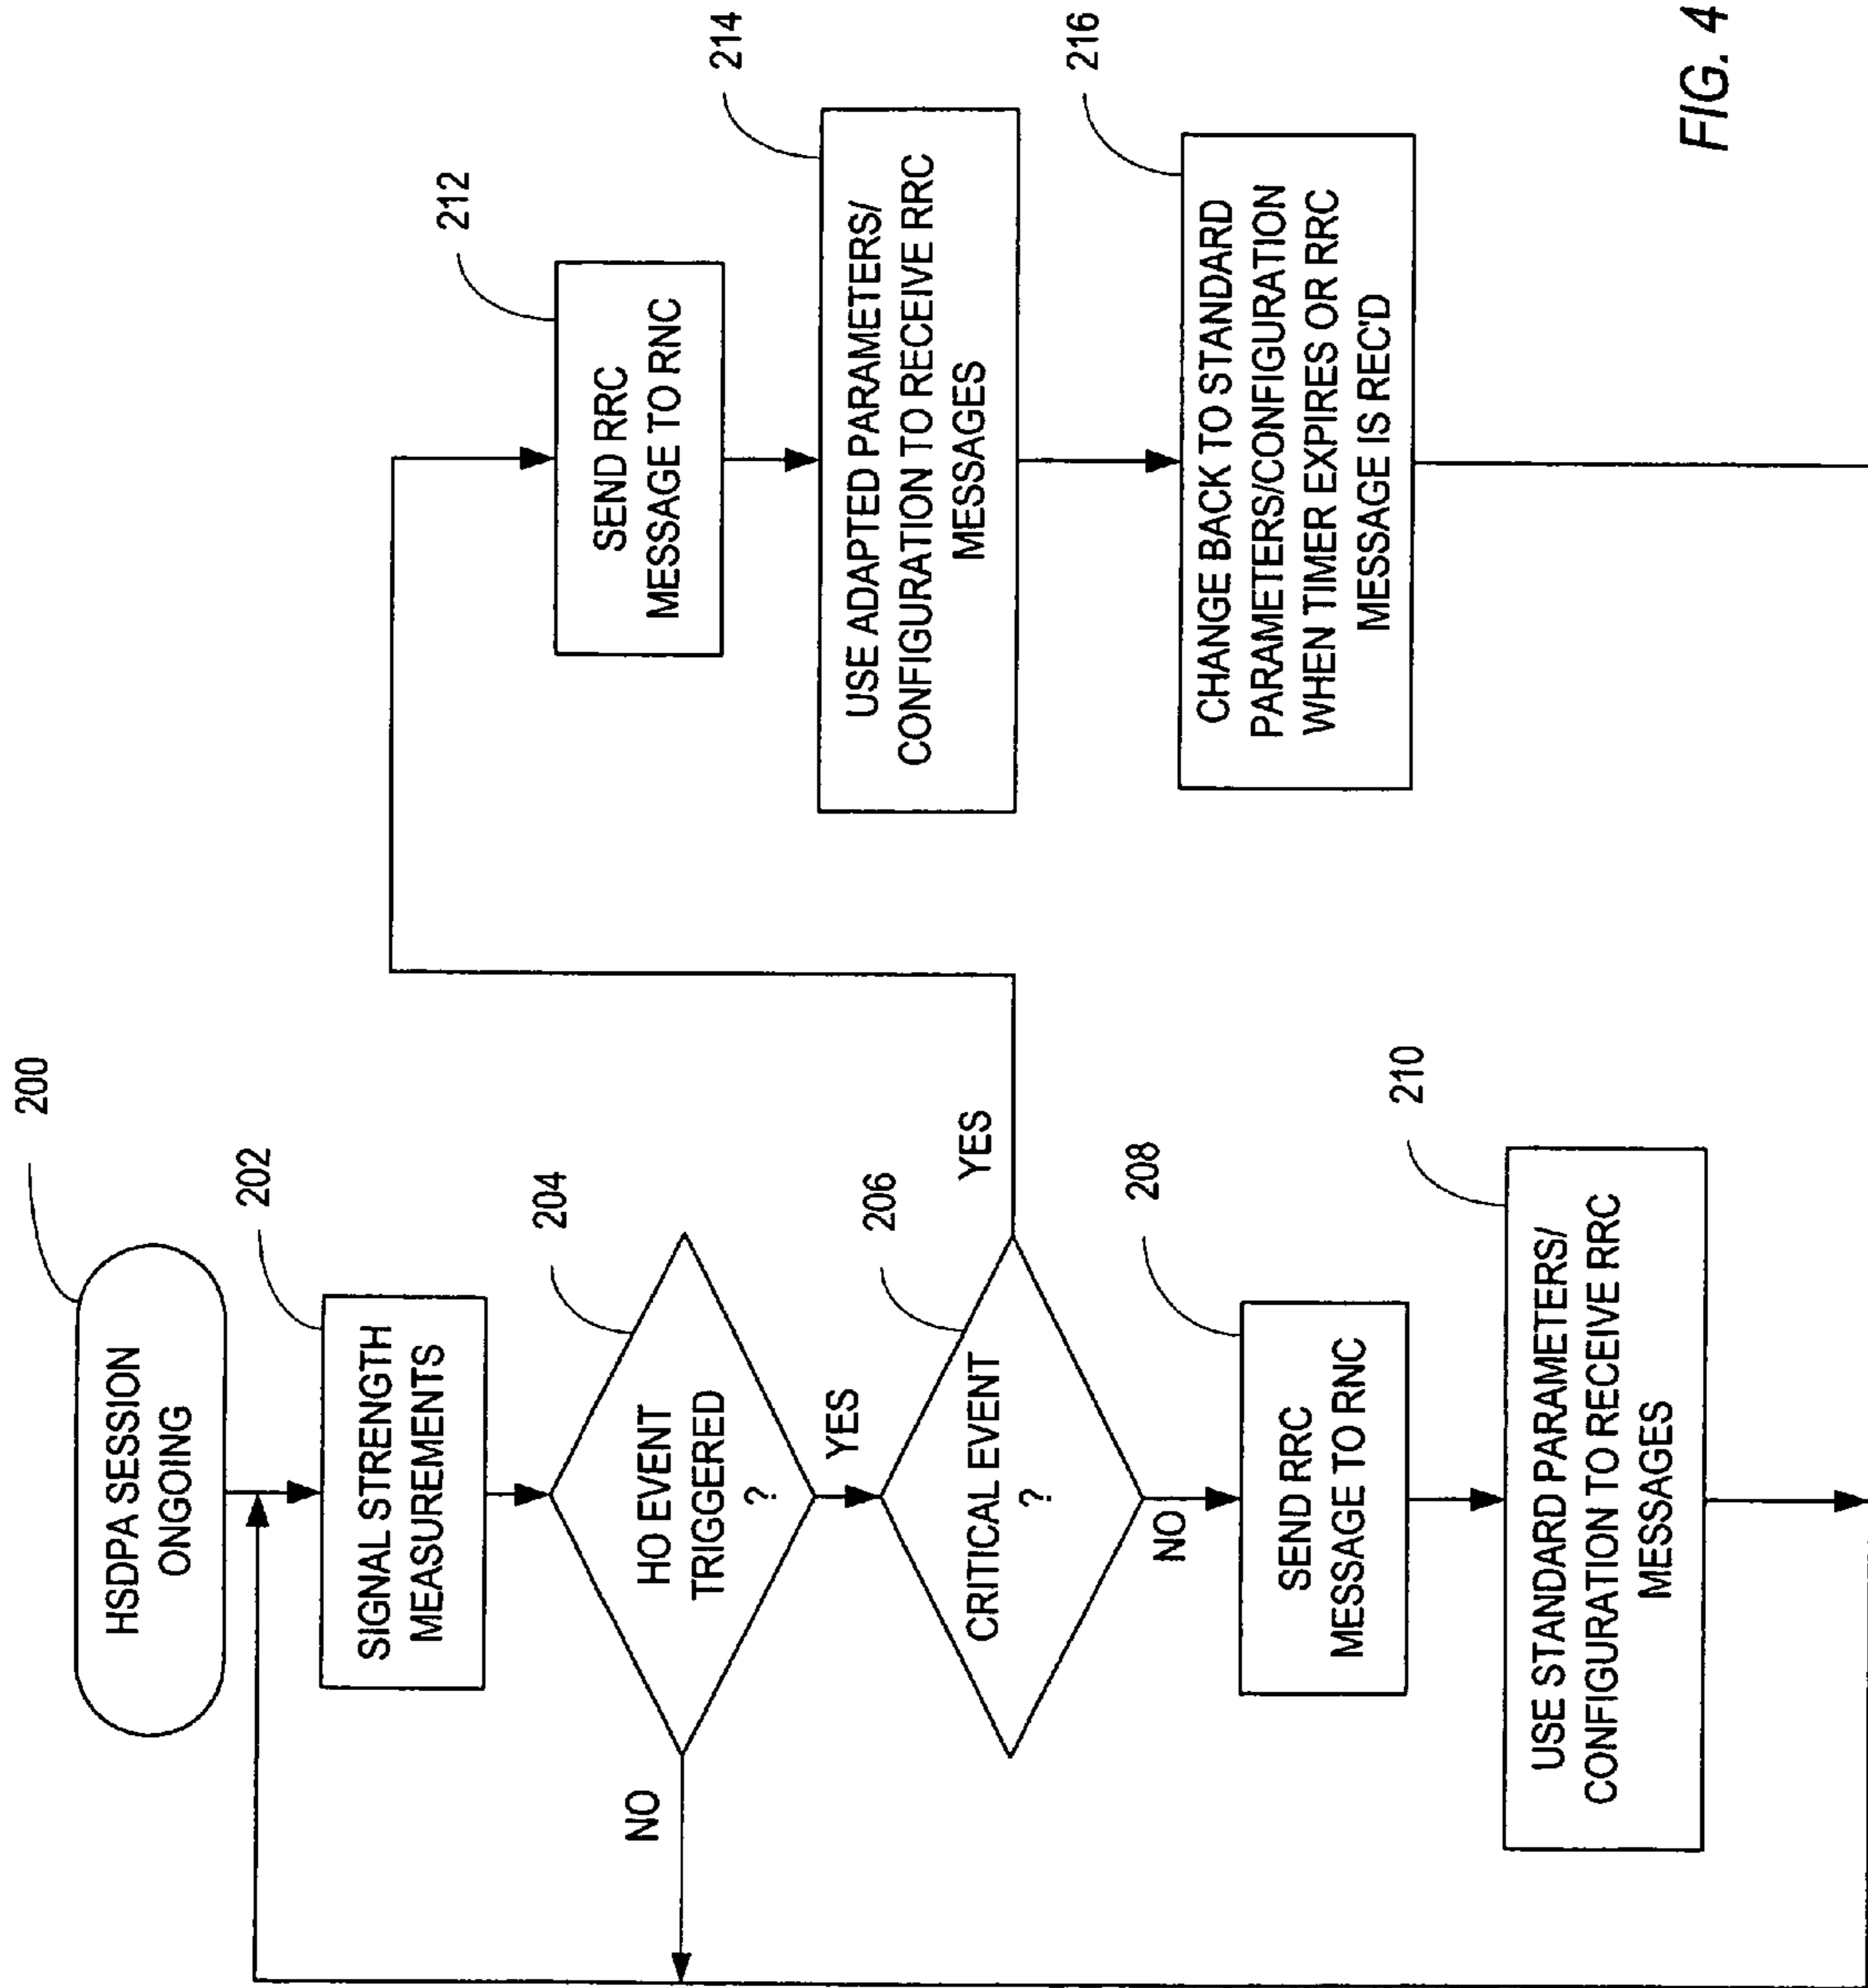 200
HSDPA SESSION
ONGOING
202
SIGNAL STRENGTH
MEASUREMENTS
204
HO EVENT
TRIGGERED
?
NO
YES
206
CRITICAL EVENT
?
YES
NO
208
SEND RRC
MESSAGE TO RNC
210
USE STANDARD PARAMETERS/
CONFIGURATION TO RECEIVE RRC
MESSAGES
212
SEND RRC
MESSAGE TO RNC
214
USE ADAPTED PARAMETERS/
CONFIGURATION TO RECEIVE RRC
MESSAGES
216
CHANGE BACK TO STANDARD
PARAMETERS/CONFIGURATION
WHEN TIMER EXPIRES OR RRC
MESSAGE IS REC'D
FIG. 4